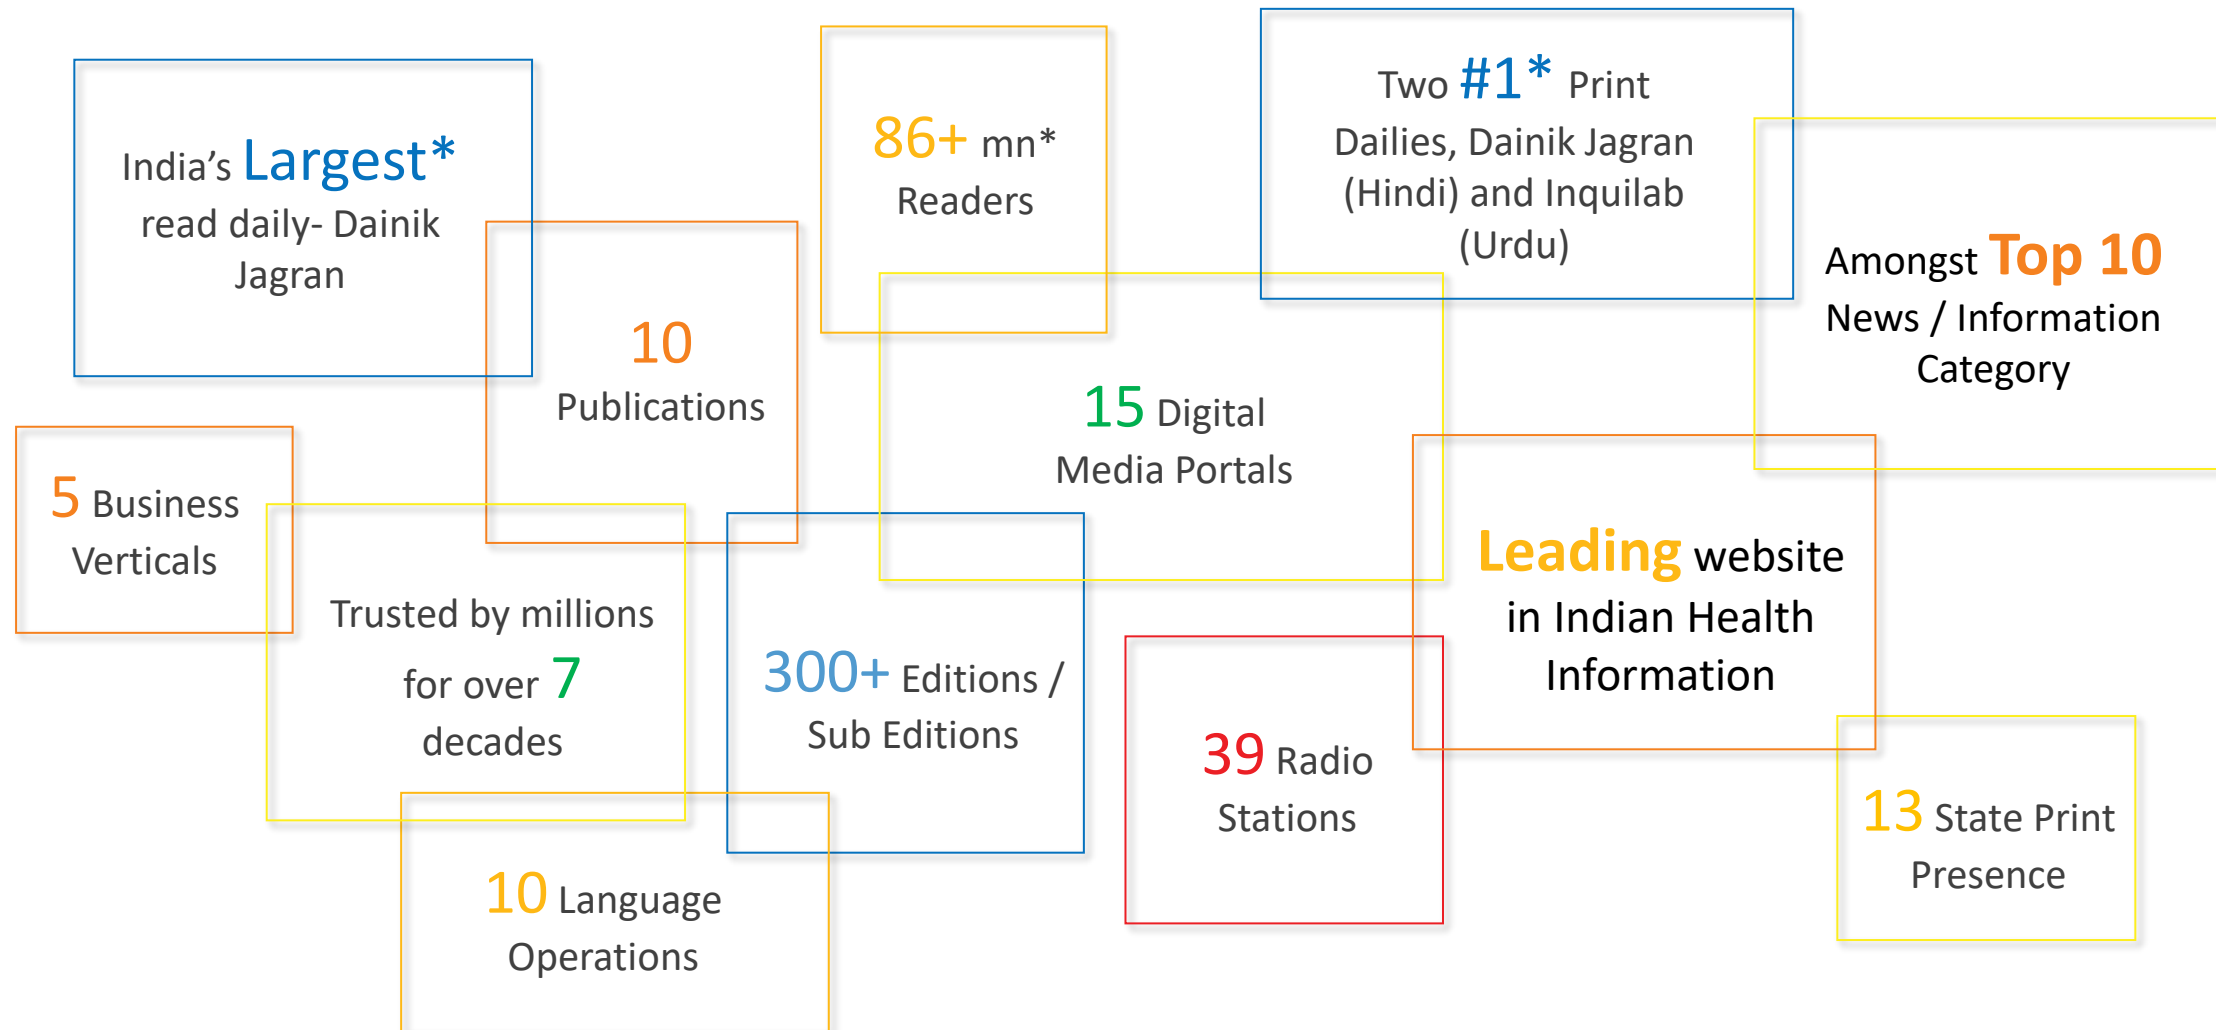 India’s Largest*
read daily- Dainik
Jagran
10
Publications
86+ mn*
Readers
Two #1* Print
Dailies, Dainik Jagran
(Hindi) and Inquilab
(Urdu)
Amongst Top 10
News / Information
Category
15 Digital
Media Portals
5 Business
Verticals
Trusted by millions
for over 7
decades
300+ Editions /
Sub Editions
Leading website
in Indian Health
Information
39 Radio
Stations
13 State Print
Presence
10 Language
Operations